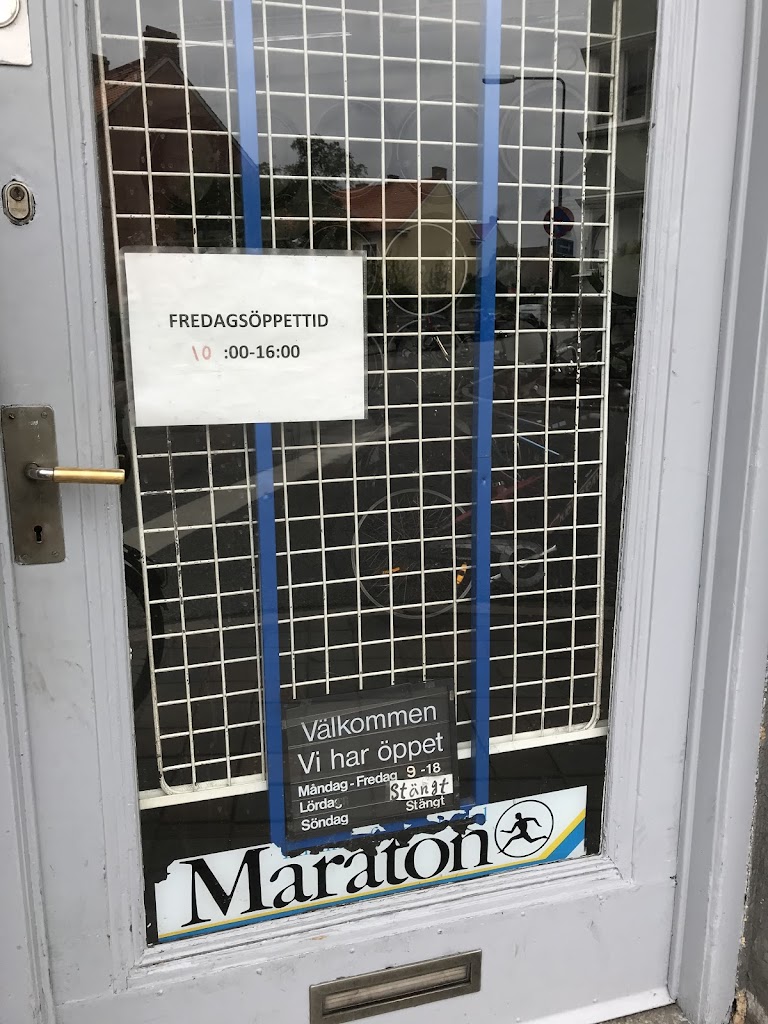 FREDAGSÖPPETTID
10 :00-16:00
Välkommen
Vi har öppet
Måndag - Fredag 9 -18
Lördag Stängt
Söndag Stängt
Maraton